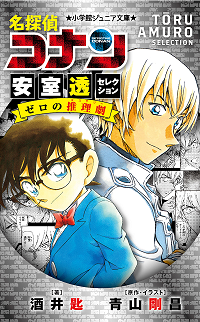 ★小学館ジュニア文庫★
TŌRU
AMURO
SELECTION
名探偵
コナン
安室透セレクション
ゼロの推理劇
[著]
酒井 匙
[原作・イラスト]
青山剛昌